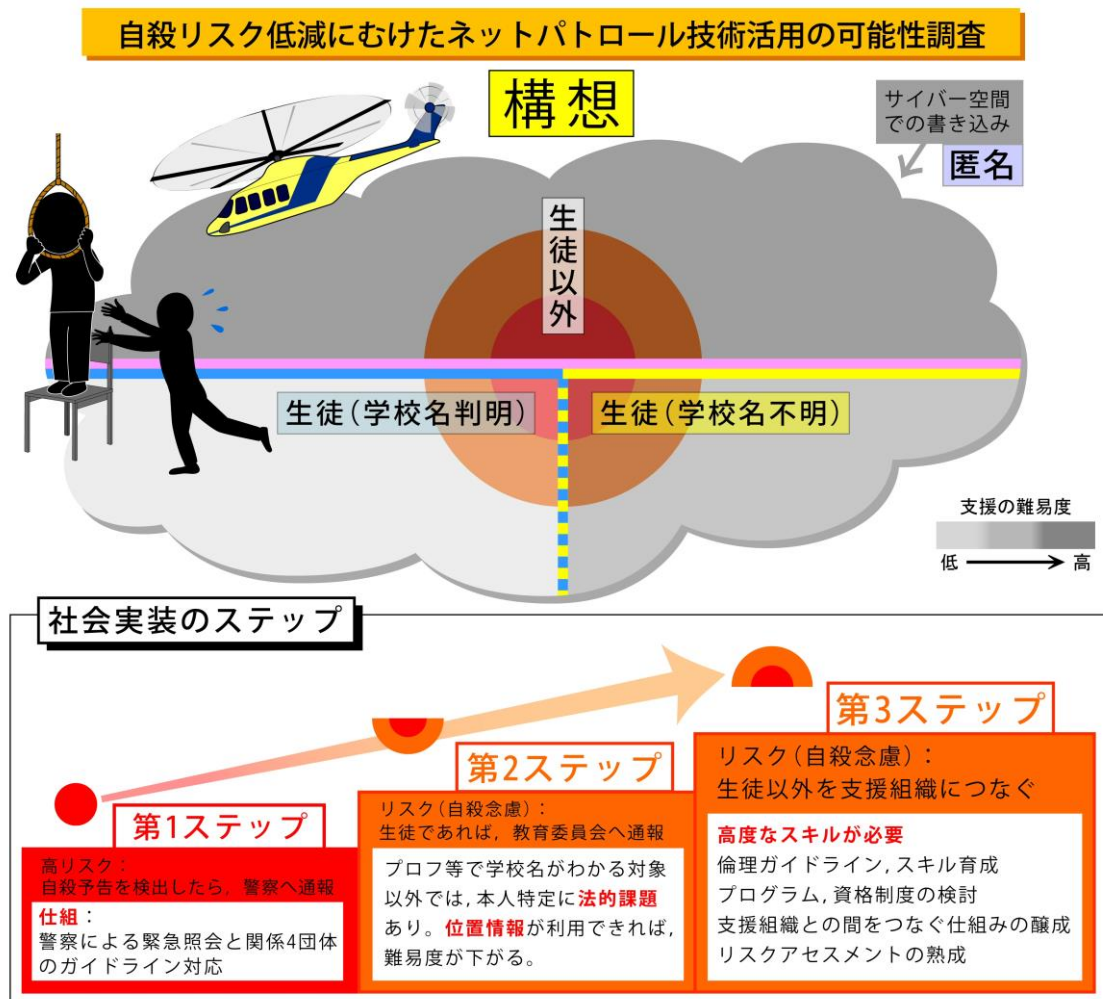 自殺リスク低減にむけたネットパトロール技術活用の可能性調査
構想
サイバー空間
での書き込み
匿名
生徒以外
生徒(学校名判明)
生徒(学校名不明)
支援の難易度
低
高
社会実装のステップ
第1ステップ
高リスク：
自殺予告を検出したら，警察へ通報
仕組：
警察による緊急照会と関係4団体
のガイドライン対応
第2ステップ
リスク(自殺念慮)：
生徒であれば，教育委員会へ通報
プロフ等で学校名がわかる対象
以外では，本人特定に法的課題
あり。位置情報が利用できれば，
難易度が下がる。
第3ステップ
リスク(自殺念慮)：
生徒以外を支援組織につなぐ
高度なスキルが必要
倫理ガイドライン，スキル育成
プログラム，資格制度の検討
支援組織との間をつなぐ仕組みの醸成
リスクアセスメントの熟成